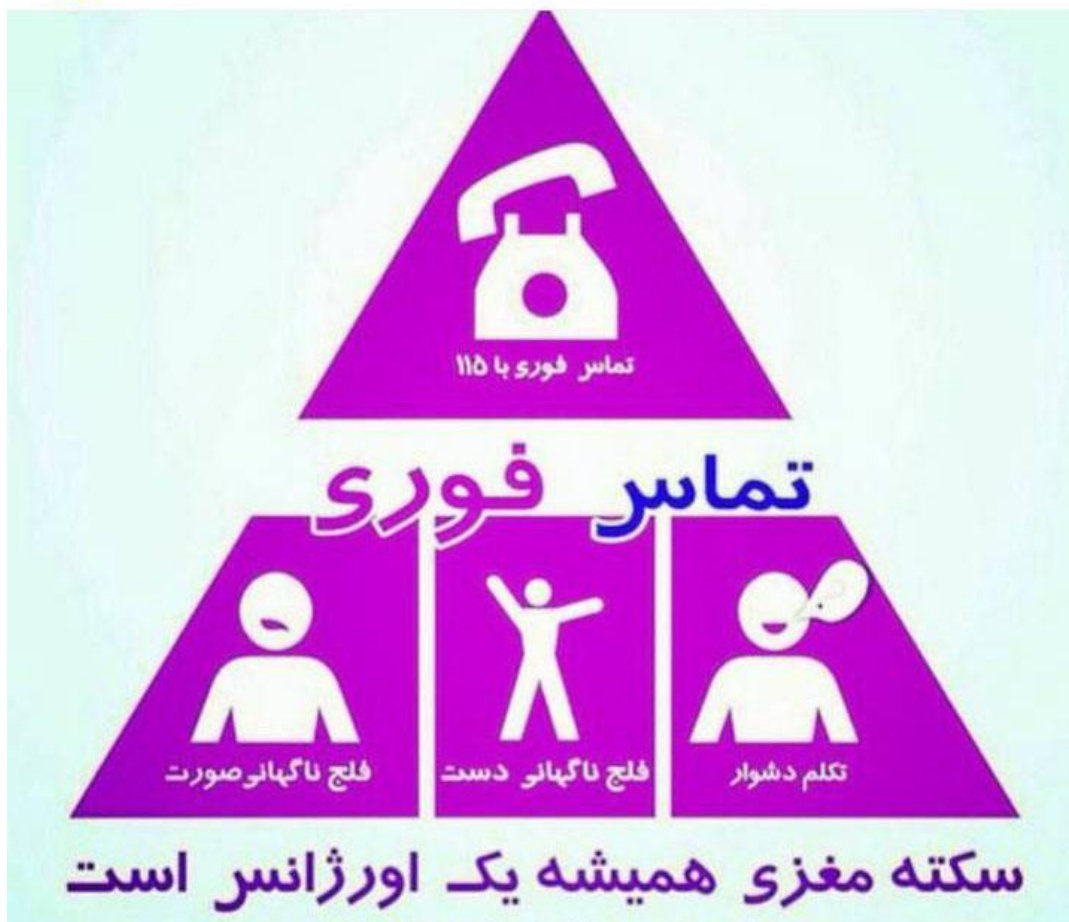 تماس فوری با ۱۱۵
تماس فوری
تکلم دشوار
فلج ناگهانی دست
فلج ناگهانی صورت
سکته مغزی همیشه یک اورژانس است